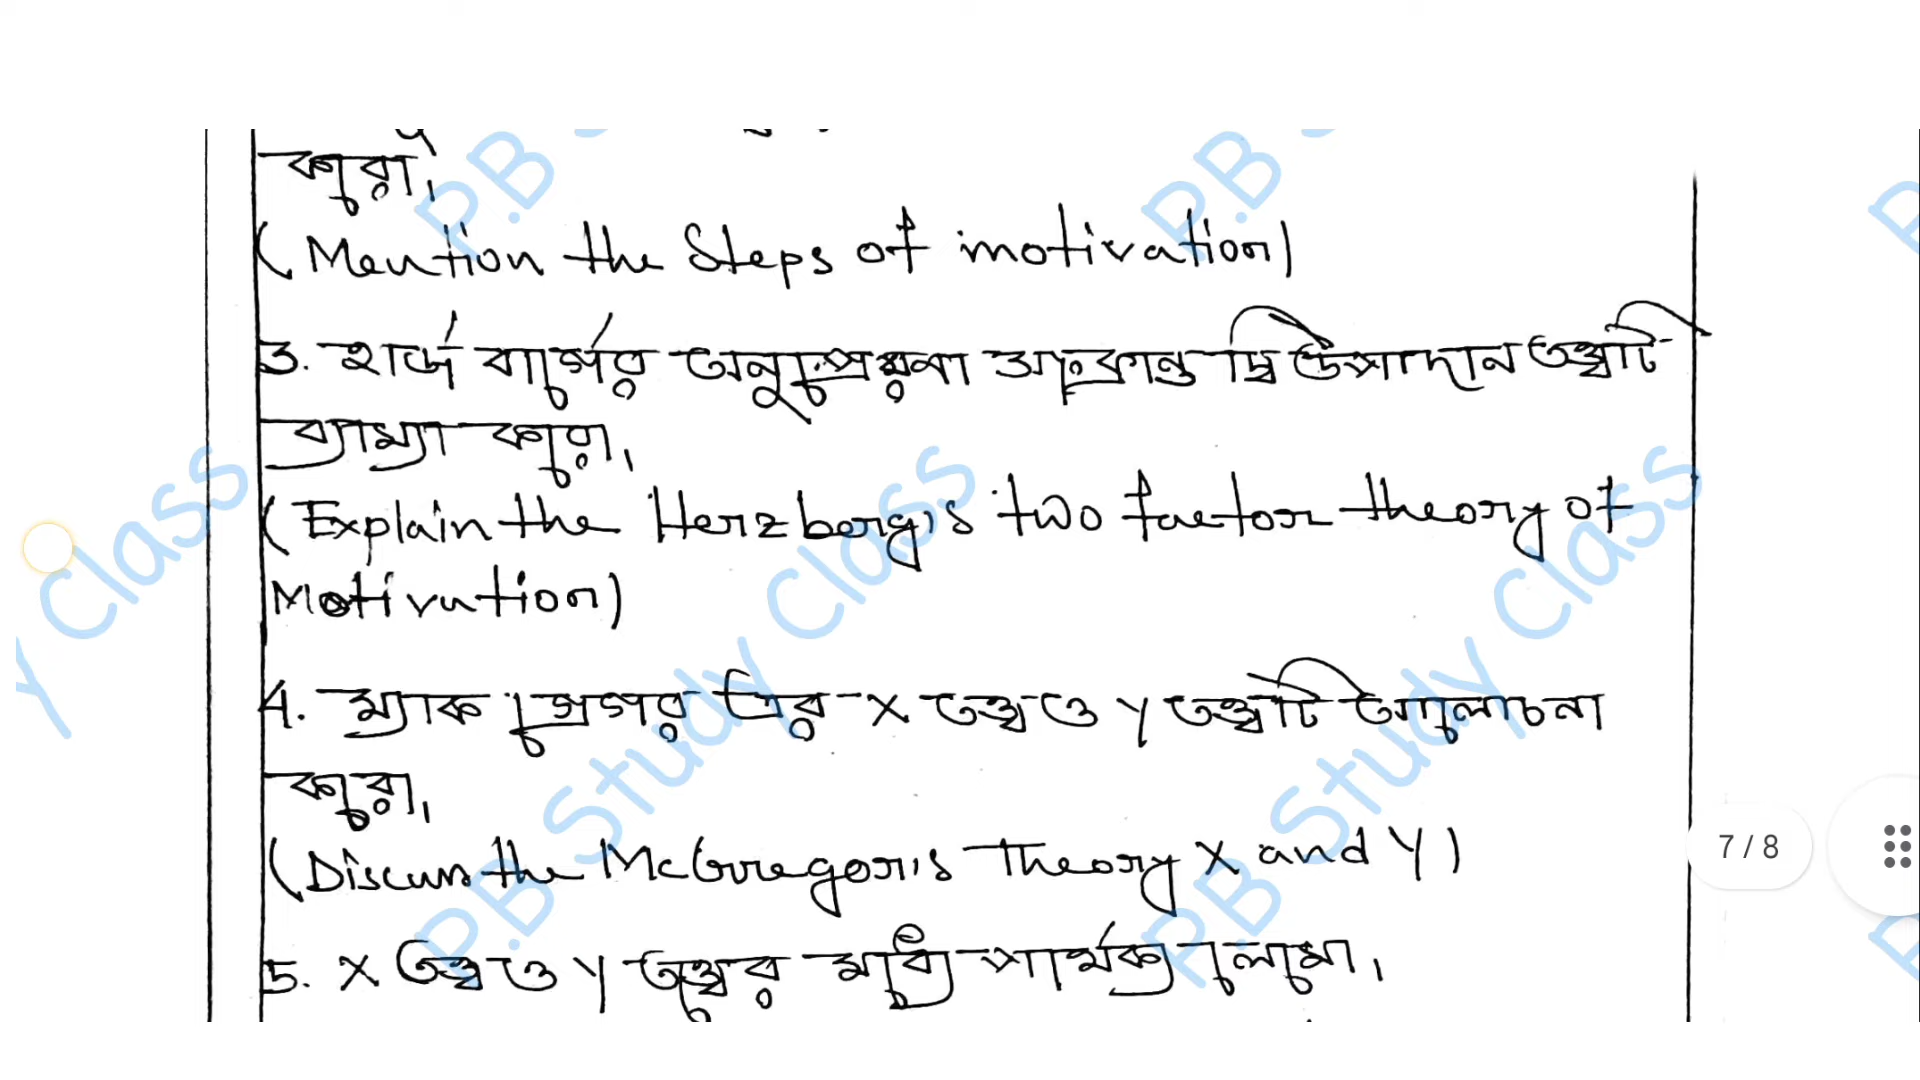 করো।
(Mention the Steps of motivation)
3. হার্জ বার্গের অনুপ্রেরণা সংক্রান্ত দ্বি উপাদান তত্ত্বটি
ব্যাখ্যা করো।
(Explain the Herzberg's two factor theory of
Motivation)
4. ম্যাক গ্রেগর এর X তত্ত্ব ও Y তত্ত্বটি আলোচনা
করো।
(Discuss the McGregor's Theory X and Y)
5. X তত্ত্ব ও Y তত্ত্বের মধ্যে পার্থক্য লেখো।
7 / 8
P.B Study Class